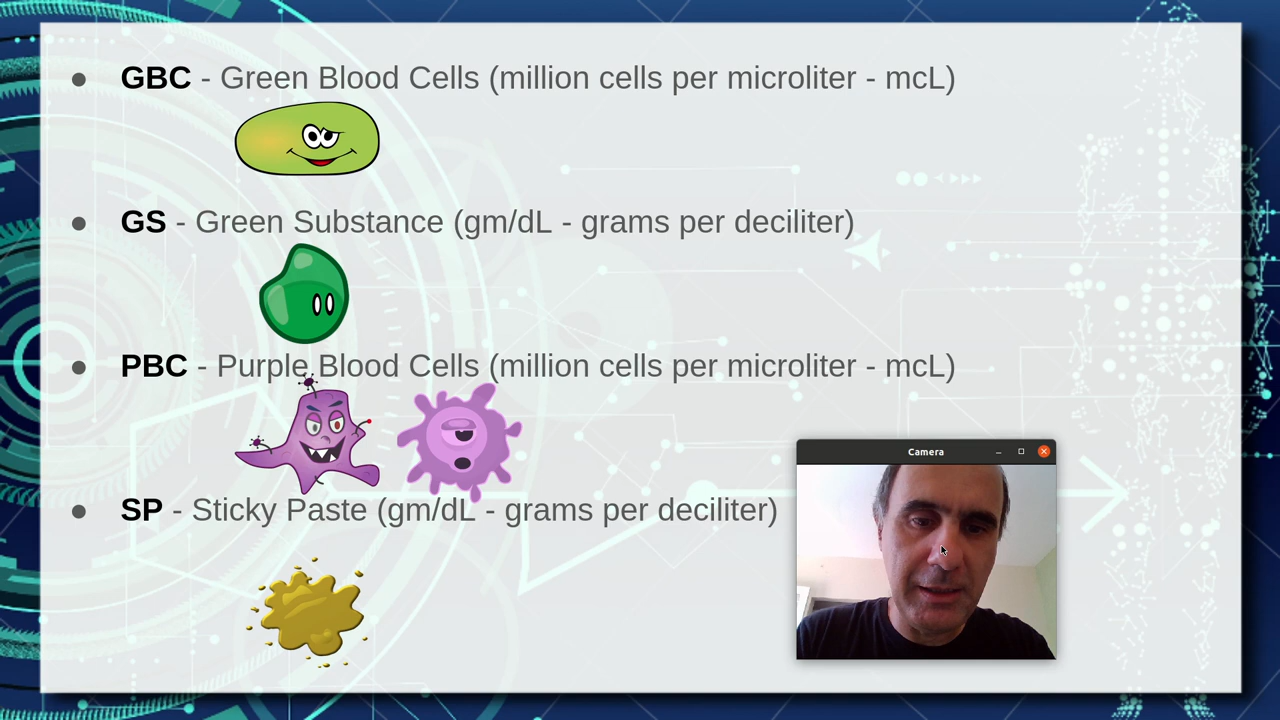 ● GBC - Green Blood Cells (million cells per microliter - mcL)
● GS - Green Substance (gm/dL - grams per deciliter)
● PBC - Purple Blood Cells (million cells per microliter - mcL)
Camera
● SP - Sticky Paste (gm/dL - grams per deciliter)